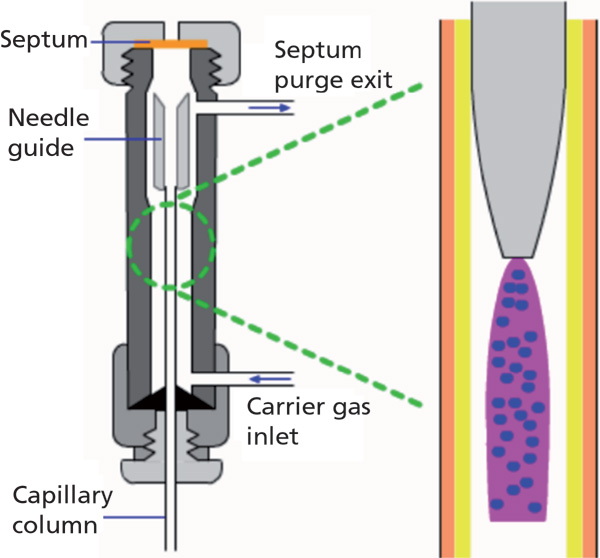 Septum
Septum
purge exit
Needle
guide
Carrier gas
inlet
Capillary
column